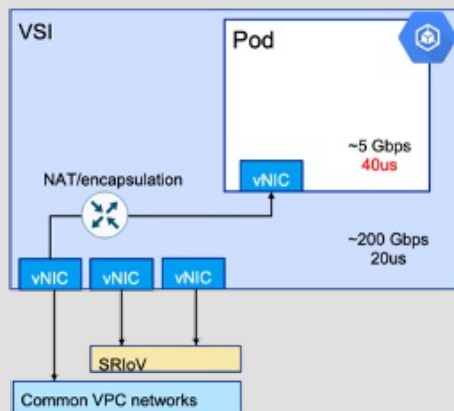 VSI
Pod
~5 Gbps
40us
NAT/encapsulation
vNIC
~200 Gbps
20us
vNIC
vNIC
vNIC
SRIoV
Common VPC networks